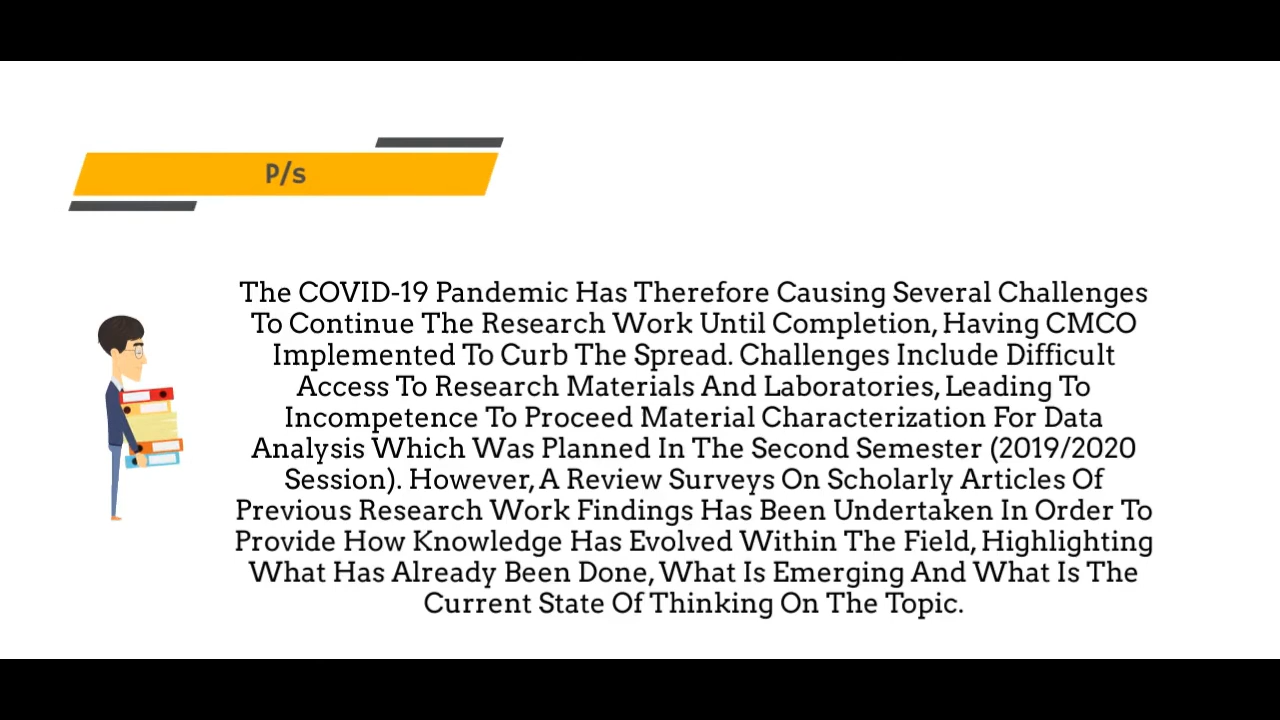 P/s
The COVID-19 Pandemic Has Therefore Causing Several Challenges
To Continue The Research Work Until Completion, Having CMCO
Implemented To Curb The Spread. Challenges Include Difficult
Access To Research Materials And Laboratories, Leading To
Incompetence To Proceed Material Characterization For Data
Analysis Which Was Planned In The Second Semester (2019/2020
Session). However, A Review Surveys On Scholarly Articles Of
Previous Research Work Findings Has Been Undertaken In Order To
Provide How Knowledge Has Evolved Within The Field, Highlighting
What Has Already Been Done, What Is Emerging And What Is The
Current State Of Thinking On The Topic.